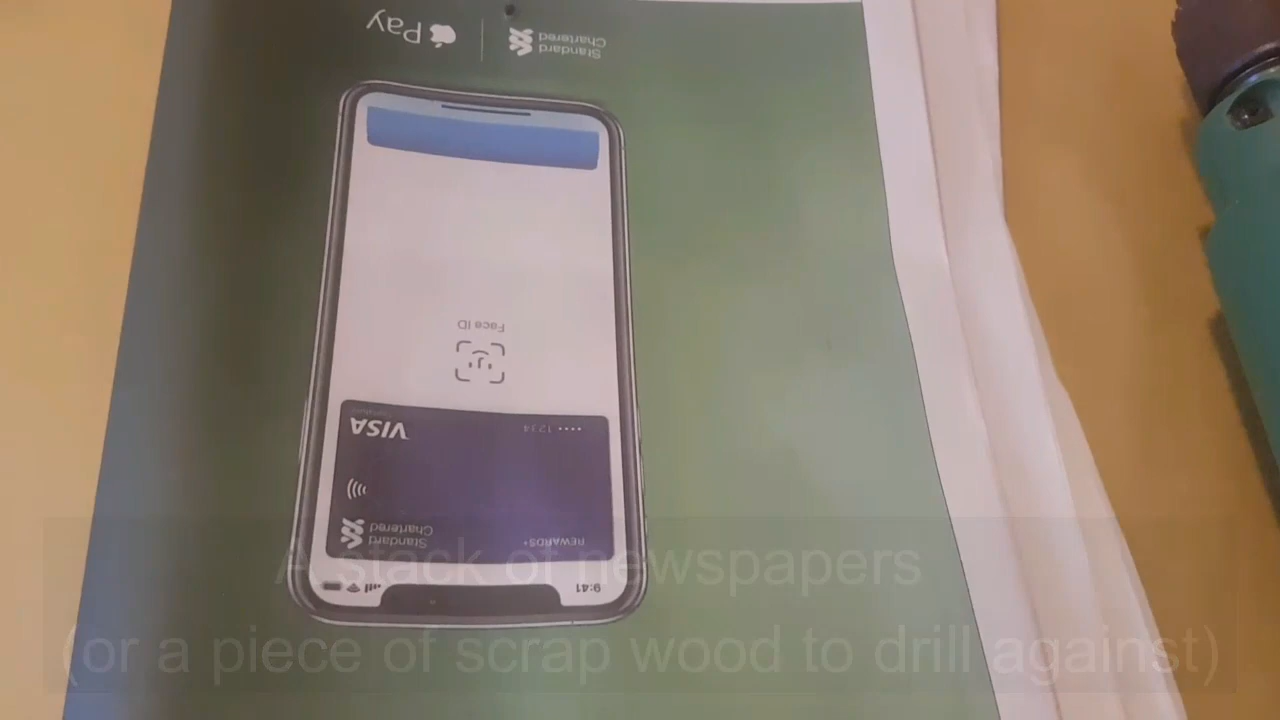 Apple Pay
Standard
Chartered
Face ID
VISA
•••• 1234
Standard
Chartered
REWARDS+
9:41
A stack of newspapers
(or a piece of scrap wood to drill against)